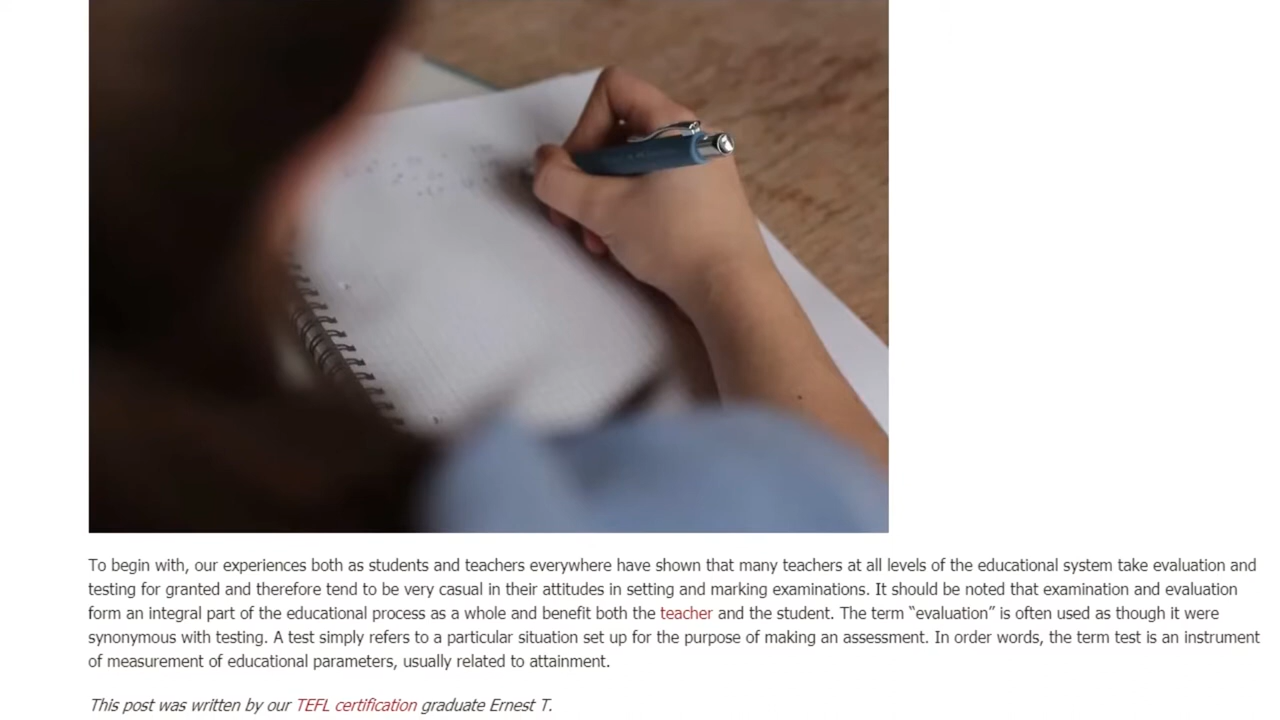 To begin with, our experiences both as students and teachers everywhere have shown that many teachers at all levels of the educational system take evaluation and
testing for granted and therefore tend to be very casual in their attitudes in setting and marking examinations. It should be noted that examination and evaluation
form an integral part of the educational process as a whole and benefit both the teacher and the student. The term “evaluation” is often used as though it were
synonymous with testing. A test simply refers to a particular situation set up for the purpose of making an assessment. In order words, the term test is an instrument
of measurement of educational parameters, usually related to attainment.
This post was written by our TEFL certification graduate Ernest T.